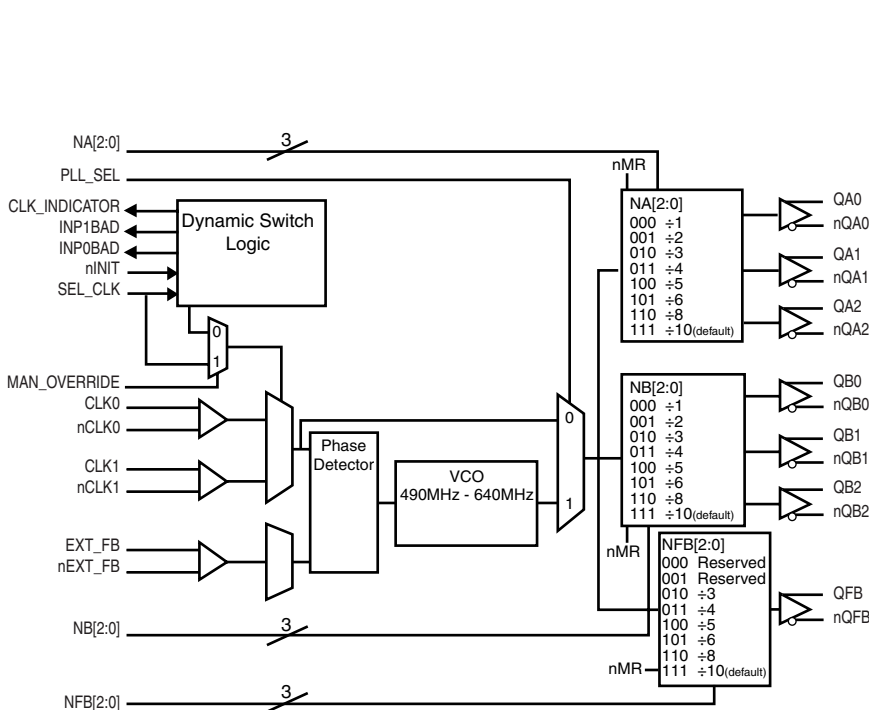 NA[2:0]
3
PLL_SEL
CLK_INDICATOR
INP1BAD
INP0BAD
nINIT
SEL_CLK
Dynamic Switch
Logic
0
1
MAN_OVERRIDE
CLK0
nCLK0
CLK1
nCLK1
EXT_FB
nEXT_FB
Phase
Detector
VCO
490MHz - 640MHz
0
1
NB[2:0]
3
NFB[2:0]
3
nMR
NA[2:0]
000 ÷1
001 ÷2
010 ÷3
011 ÷4
100 ÷5
101 ÷6
110 ÷8
111 ÷10(default)
QA0
nQA0
QA1
nQA1
QA2
nQA2
NB[2:0]
000 ÷1
001 ÷2
010 ÷3
011 ÷4
100 ÷5
101 ÷6
110 ÷8
111 ÷10(default)
QB0
nQB0
QB1
nQB1
QB2
nQB2
nMR
NFB[2:0]
000 Reserved
001 Reserved
010 ÷3
011 ÷4
100 ÷5
101 ÷6
110 ÷8
111 ÷10(default)
nMR
QFB
nQFB